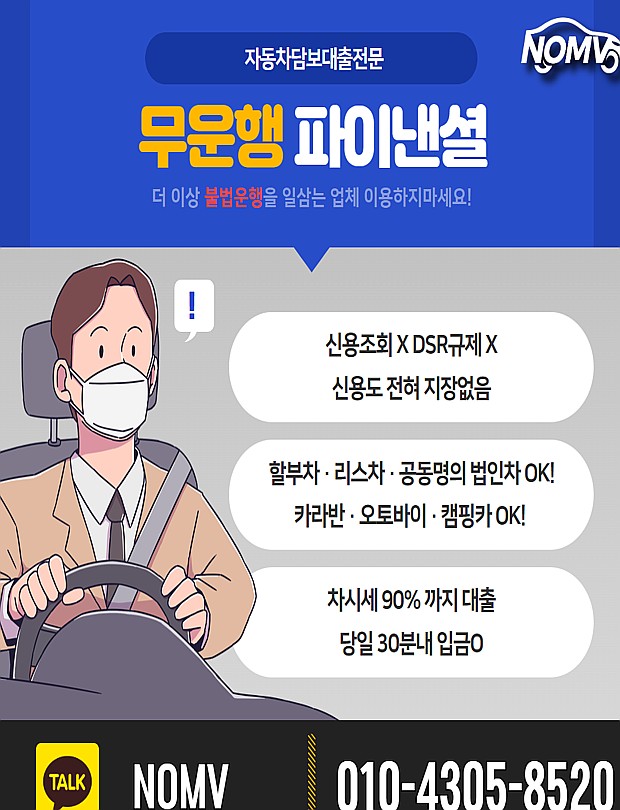 NOMV
자동차담보대출전문
무운행 파이낸셜
더 이상 불법운행을 일삼는 업체 이용하지마세요!
!
신용조회 X DSR규제 X
신용도 전혀 지장없음
할부차 · 리스차 · 공동명의 법인차 OK!
카라반 · 오토바이 · 캠핑카 OK!
차시세 90% 까지 대출
당일 30분내 입금O
TALK
NOMV
010-4305-8520